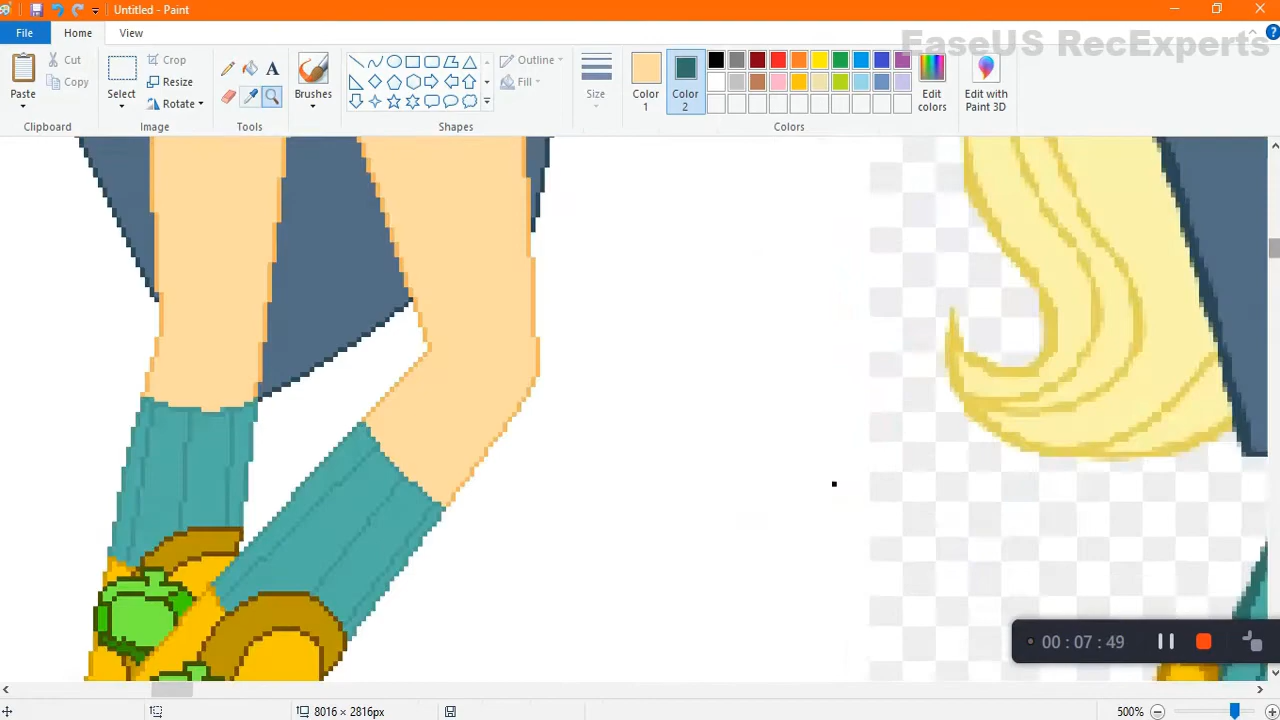 Untitled - Paint
File Home View
EaseUS RecExperts
Paste
Cut
Copy
Clipboard
Select
Crop
Resize
Rotate
Image
A
Tools
Brushes
Outline
Fill
Shapes
Size
Color 1
Color 2
Edit colors
Colors
Edit with Paint 3D
00:07:49
8016 × 2816px
500%